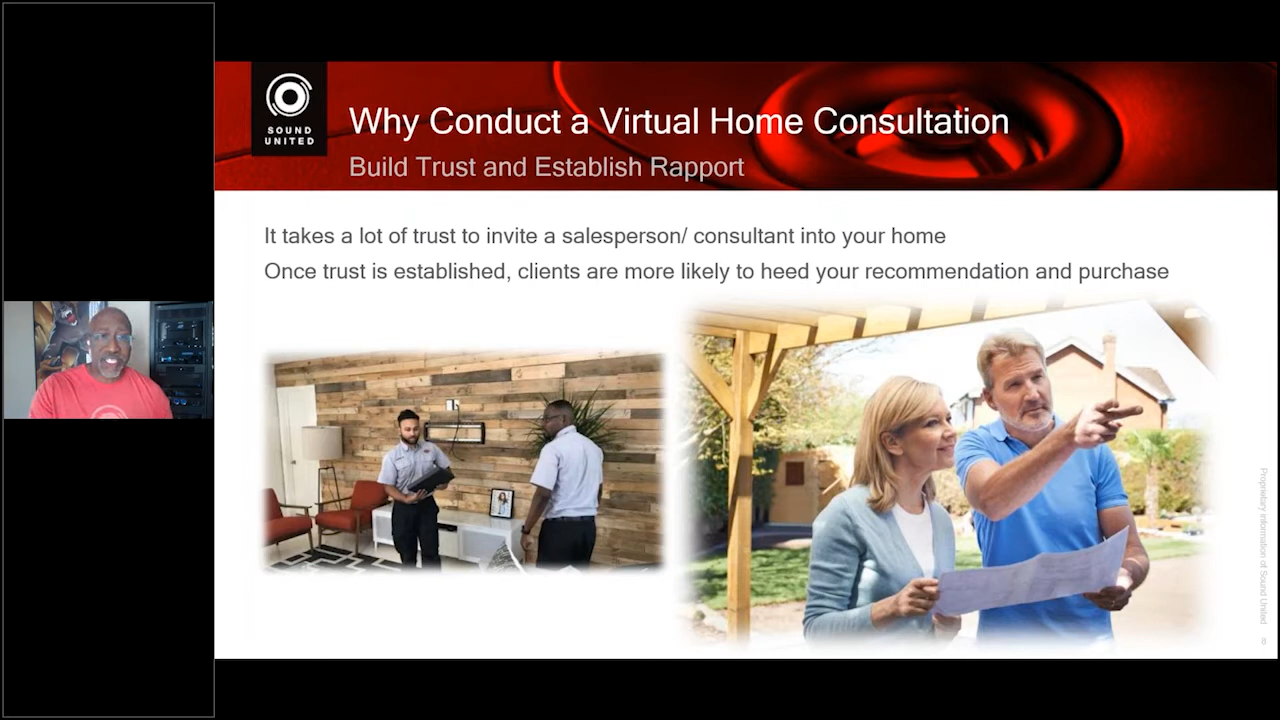 SOUND
UNITED
Why Conduct a Virtual Home Consultation
Build Trust and Establish Rapport
It takes a lot of trust to invite a salesperson/ consultant into your home
Once trust is established, clients are more likely to heed your recommendation and purchase
Proprietary information of Sound United